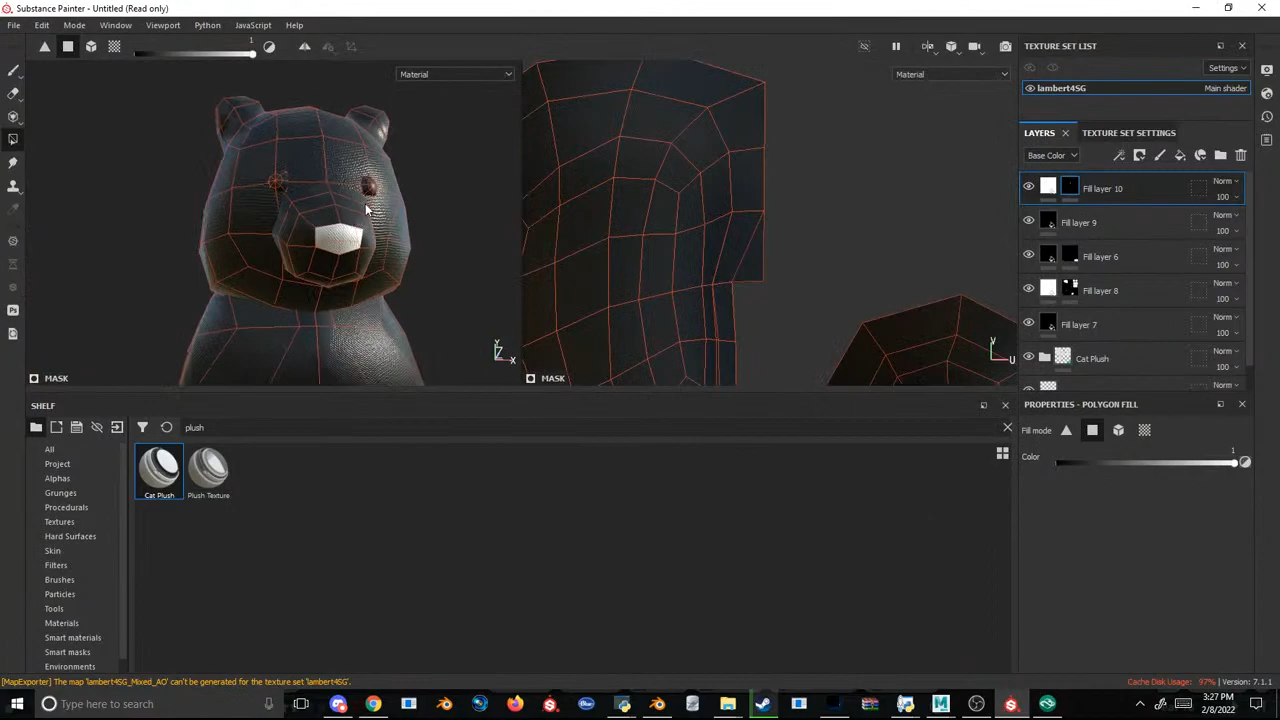 Substance Painter - Untitled (Read only)
File Edit Mode Window Viewport Python JavaScript Help
1
Material
Material
Y
Z
X
V
U
MASK
MASK
TEXTURE SET LIST
Settings
lambert4SG Main shader
LAYERS TEXTURE SET SETTINGS
Base Color
Fill layer 10 Norm
100
Fill layer 9 Norm
100
Fill layer 6 Norm
100
Fill layer 8 Norm
100
Fill layer 7 Norm
100
Cat Plush Norm
100
Norm
PROPERTIES - POLYGON FILL
Fill mode
Color 1
SHELF
plush
All
Project
Alphas
Grunges
Procedurals
Textures
Hard Surfaces
Skin
Filters
Brushes
Particles
Tools
Materials
Smart materials
Smart masks
Environments
Cat Plush
Plush Texture
[MapExporter] The map 'lambert4SG_Mixed_AO' can't be generated for the texture set 'lambert4SG'.
Cache Disk Usage: 97% | Version: 7.1.1
Type here to search
Ps
3:27 PM
2/8/2022